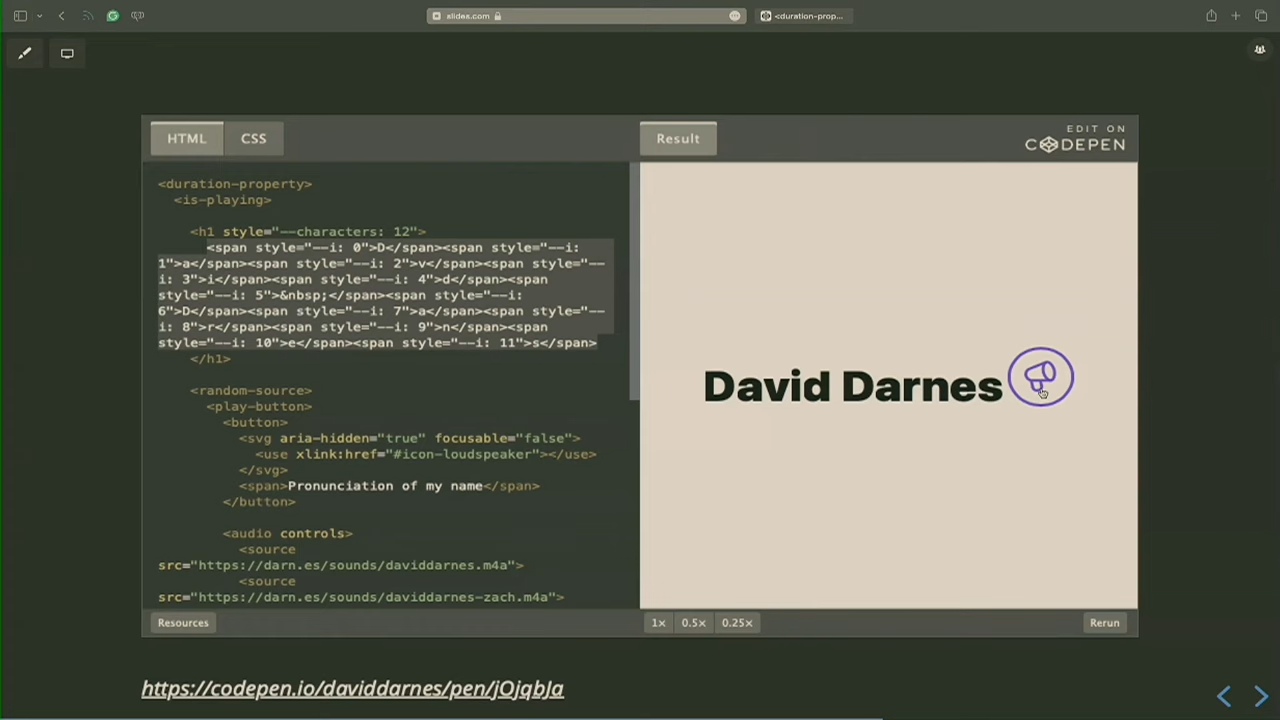 slides.com
<duration-prop...
HTML
CSS
Result
EDIT ON
CODEPEN
<duration-property>
<is-playing>
<h1 style="--characters: 12">
<span style="--i: 0">D</span><span style="--i:
1">a</span><span style="--i: 2">v</span><span style="--
i: 3">i</span><span style="--i: 4">d</span><span
style="--i: 5">&nbsp;</span><span style="--i:
6">D</span><span style="--i: 7">a</span><span style="--
i: 8">r</span><span style="--i: 9">n</span><span
style="--i: 10">e</span><span style="--i: 11">s</span>
</h1>
<random-source>
<play-button>
<button>
<svg aria-hidden="true" focusable="false">
<use xlink:href="#icon-loudspeaker"></use>
</svg>
<span>Pronunciation of my name</span>
</button>
<audio controls>
<source
src="https://darn.es/sounds/daviddarnes.m4a">
<source
src="https://darn.es/sounds/daviddarnes-zach.m4a">
David Darnes
Resources
1×
0.5×
0.25×
Rerun
https://codepen.io/daviddarnes/pen/jOjqbJa